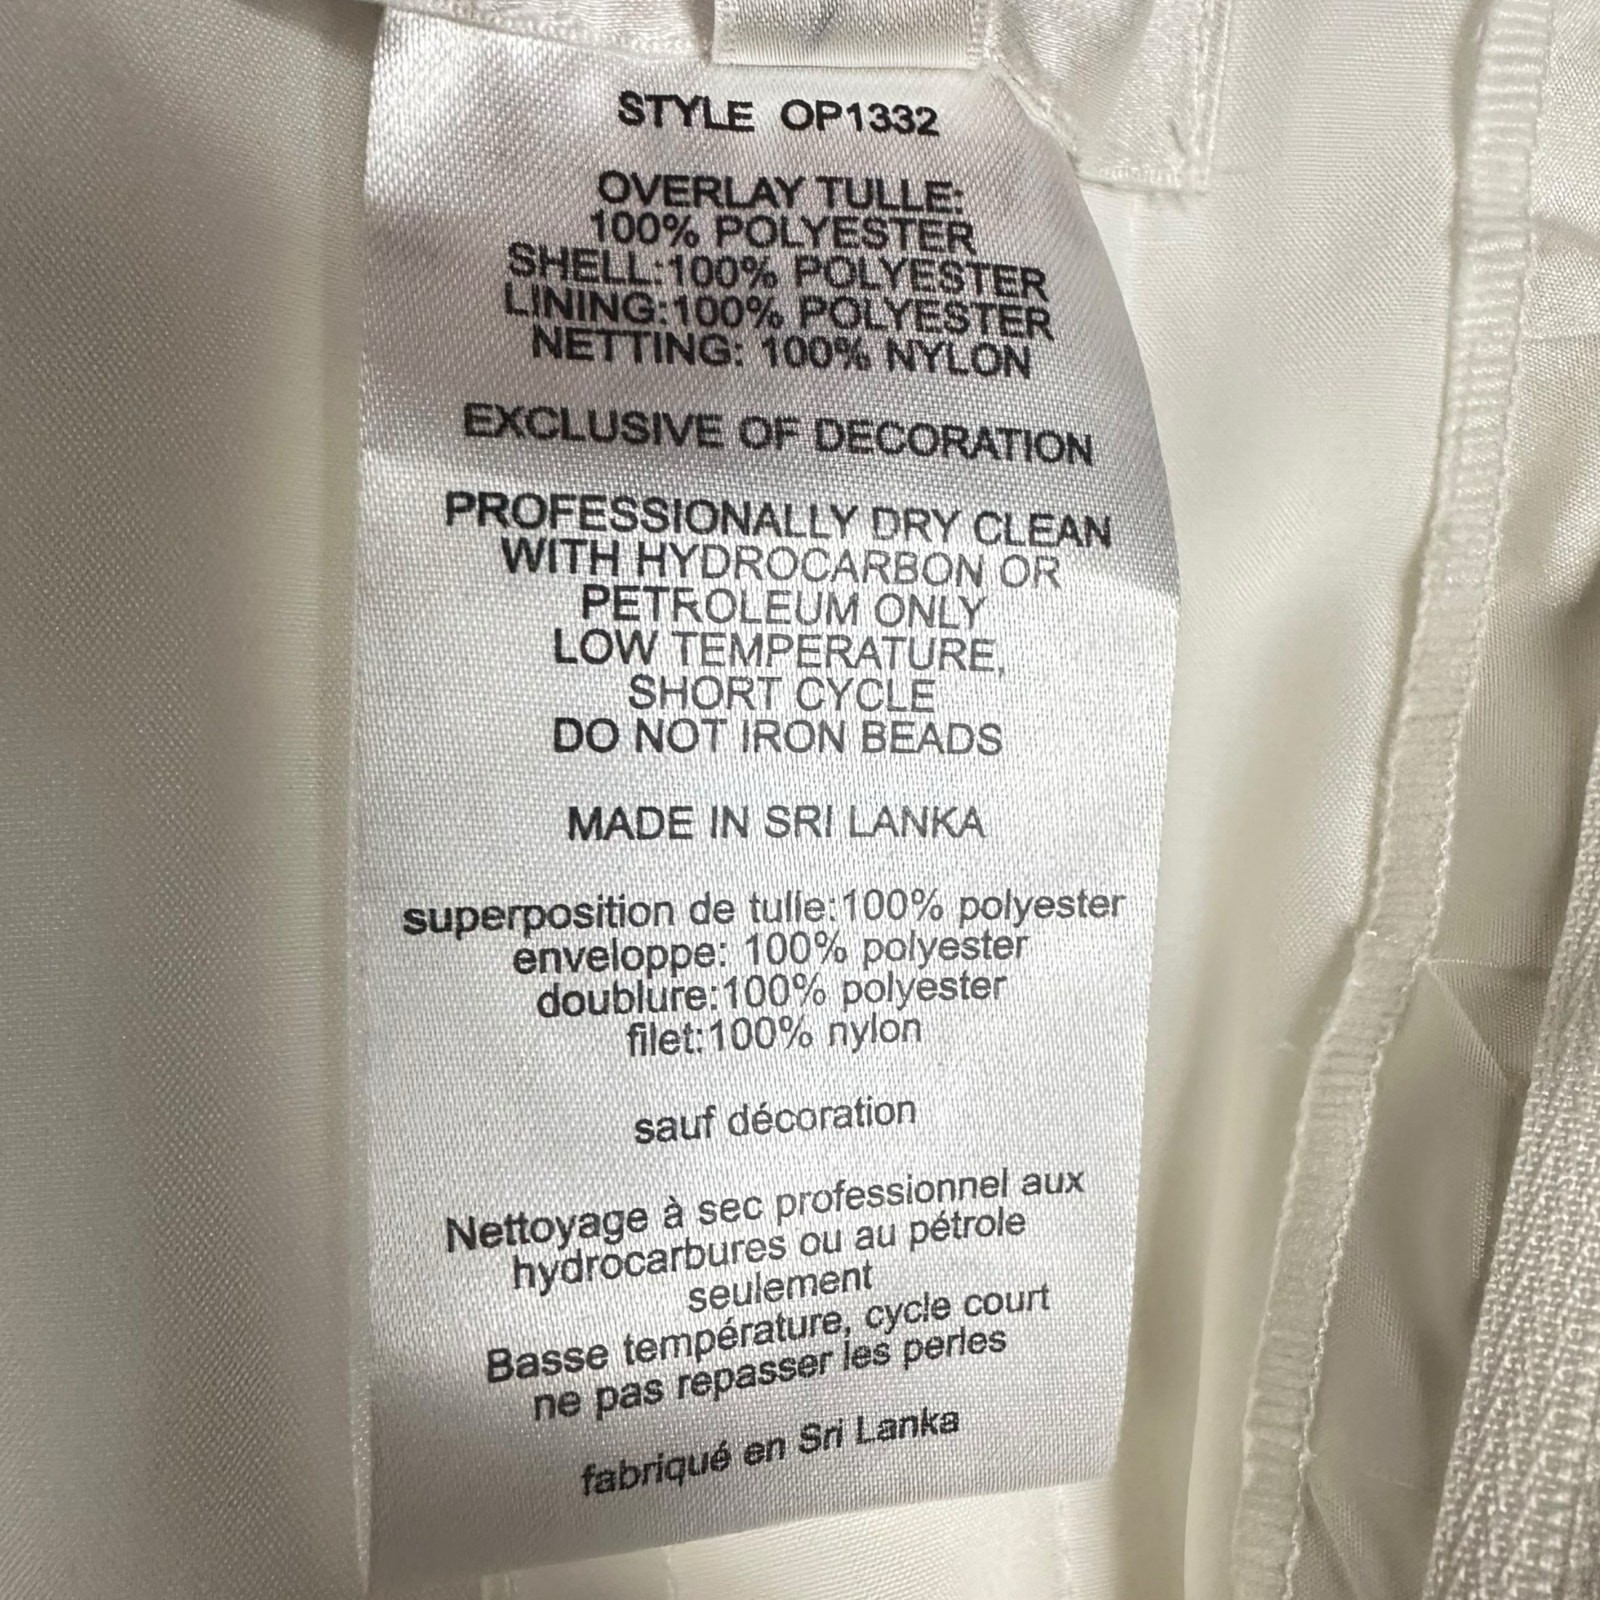 STYLE OP1332
OVERLAY TULLE:
100% POLYESTER
SHELL:100% POLYESTER
LINING:100% POLYESTER
NETTING: 100% NYLON
EXCLUSIVE OF DECORATION
PROFESSIONALLY DRY CLEAN
WITH HYDROCARBON OR
PETROLEUM ONLY
LOW TEMPERATURE,
SHORT CYCLE
DO NOT IRON BEADS
MADE IN SRI LANKA
superposition de tulle:100% polyester
enveloppe: 100% polyester
doublure:100% polyester
filet:100% nylon
sauf décoration
Nettoyage à sec professionnel aux
hydrocarbures ou au pétrole
seulement
Basse température, cycle court
ne pas repasser les perles
fabriqué en Sri Lanka